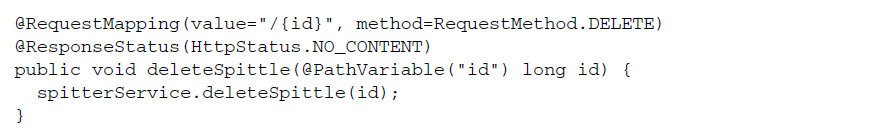 @RequestMapping(value="/{id}", method=RequestMethod.DELETE)
@ResponseStatus(HttpStatus.NO_CONTENT)
public void deleteSpittle(@PathVariable("id") long id) {
  spitterService.deleteSpittle(id);
}